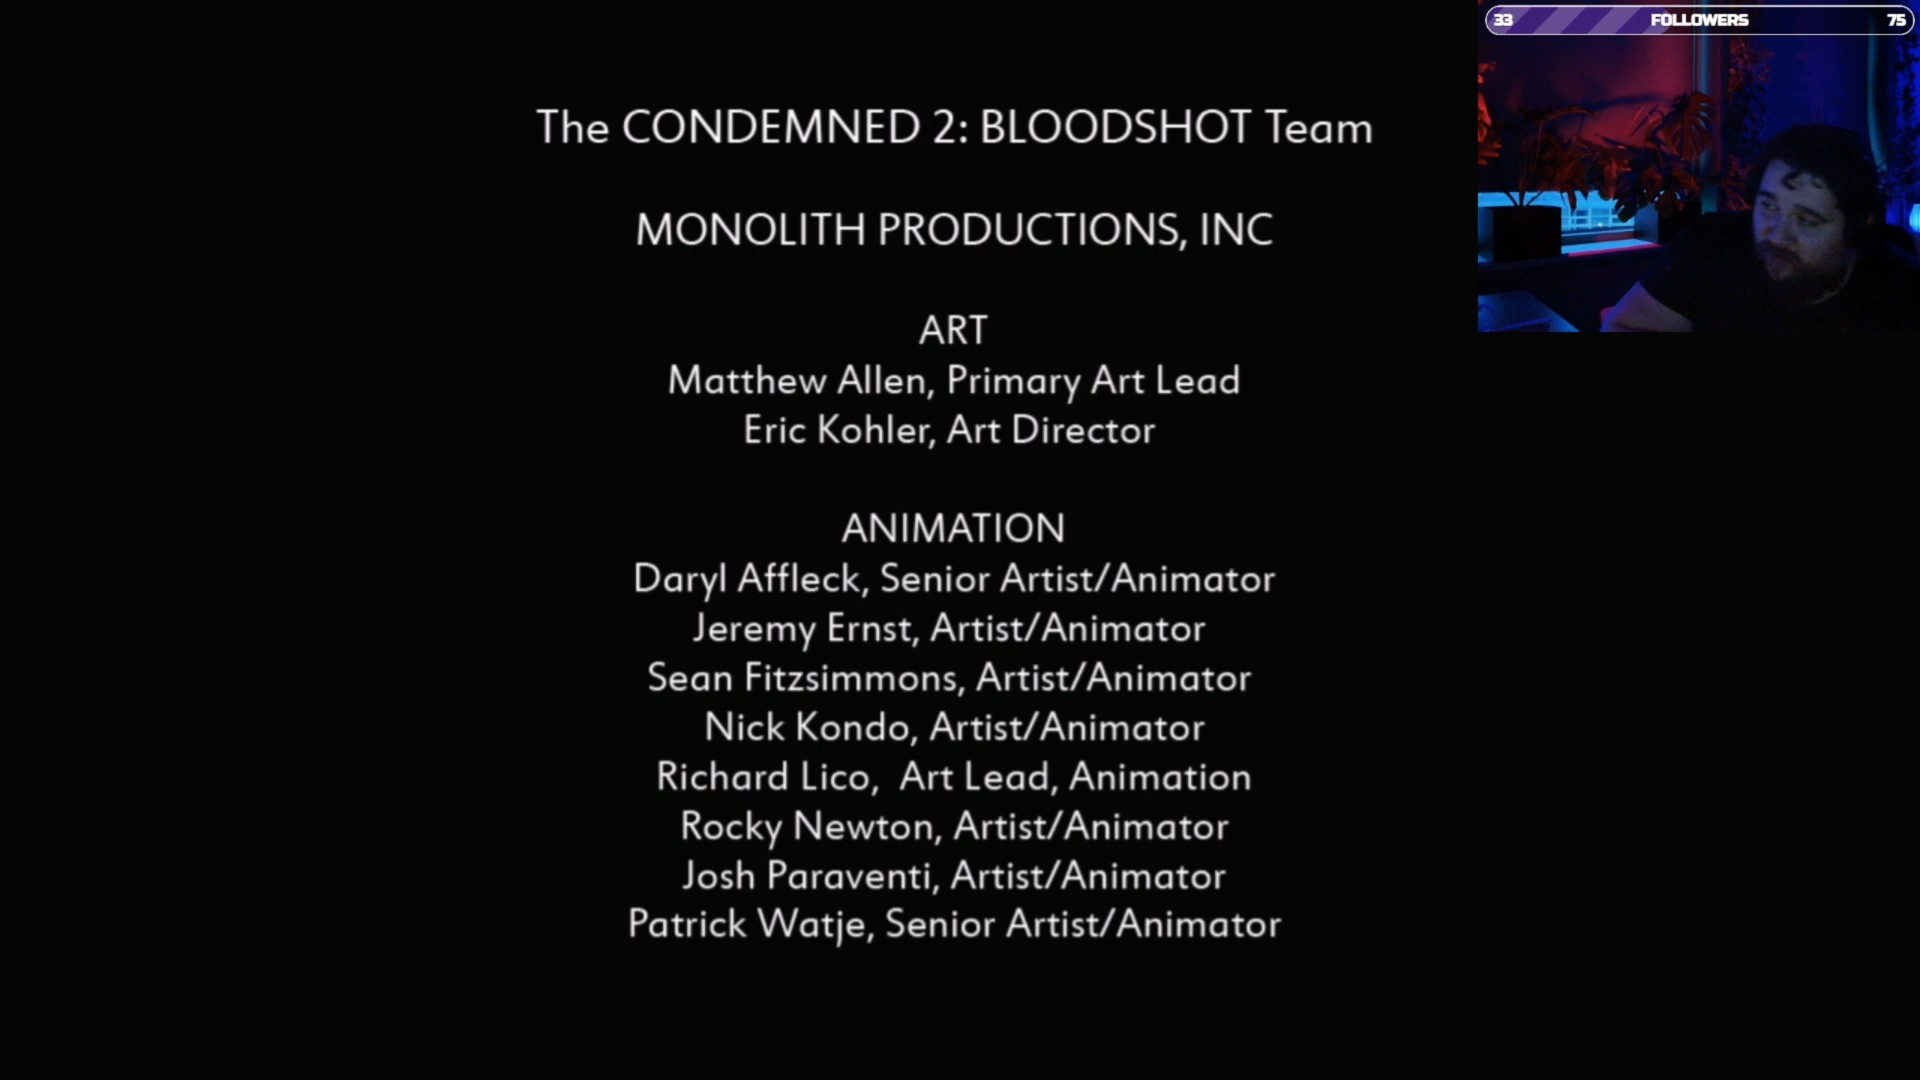 33 FOLLOWERS 75
The CONDEMNED 2: BLOODSHOT Team
MONOLITH PRODUCTIONS, INC
ART
Matthew Allen, Primary Art Lead
Eric Kohler, Art Director
ANIMATION
Daryl Affleck, Senior Artist/Animator
Jeremy Ernst, Artist/Animator
Sean Fitzsimmons, Artist/Animator
Nick Kondo, Artist/Animator
Richard Lico,  Art Lead, Animation
Rocky Newton, Artist/Animator
Josh Paraventi, Artist/Animator
Patrick Watje, Senior Artist/Animator